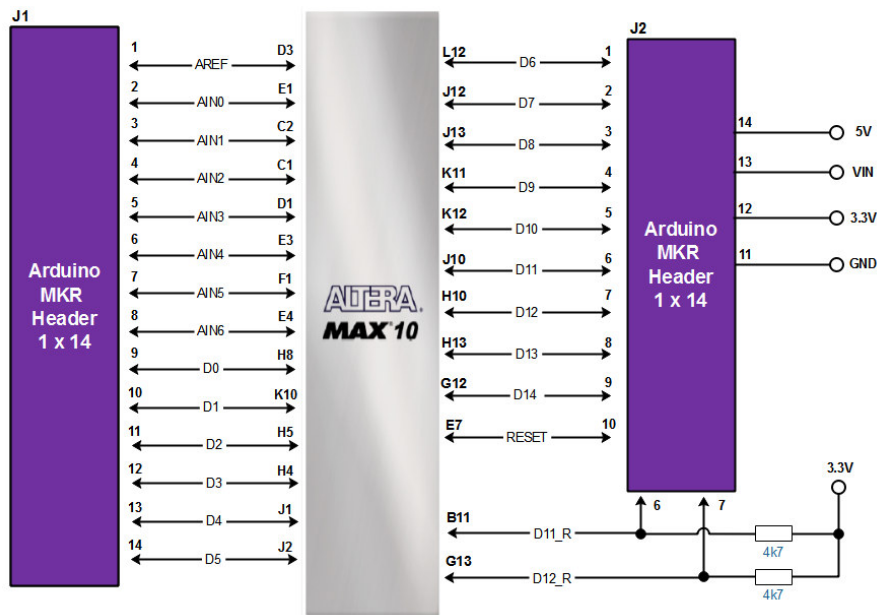 J1
1 AREF D3
2 AIN0 E1
3 AIN1 C2
4 AIN2 C1
5 AIN3 D1
6 AIN4 E3
7 AIN5 F1
8 AIN6 E4
9 D0 H8
10 D1 K10
11 D2 H5
12 D3 H4
13 D4 J1
14 D5 J2
Arduino
MKR
Header
1 x 14
ALTERA.
MAX® 10
L12 D6 1
J12 D7 2
J13 D8 3
K11 D9 4
K12 D10 5
J10 D11 6
H10 D12 7
H13 D13 8
G12 D14 9
E7 RESET 10
B11 D11_R
G13 D12_R
J2
Arduino
MKR
Header
1 x 14
14 5V
13 VIN
12 3.3V
11 GND
6 7
3.3V
4k7
4k7